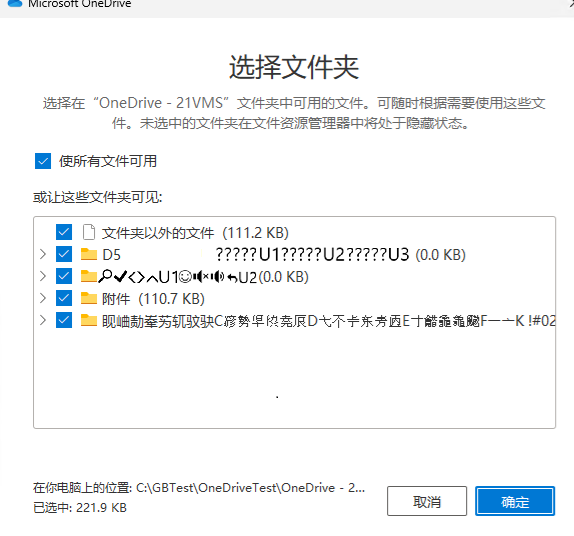 Microsoft OneDrive
选择文件夹
选择在“OneDrive - 21VMS”文件夹中可用的文件。可随时根据需要使用这些文
件。未选中的文件夹在文件资源管理器中将处于隐藏状态。
使所有文件可用
或让这些文件夹可见:
文件夹以外的文件 (111.2 KB)
D5 ?????U1?????U2?????U3 (0.0 KB)
U1 U2(0.0 KB)
附件 (110.7 KB)
在你电脑上的位置: C:\GBTest\OneDriveTest\OneDrive - 2...
已选中: 221.9 KB
取消
确定